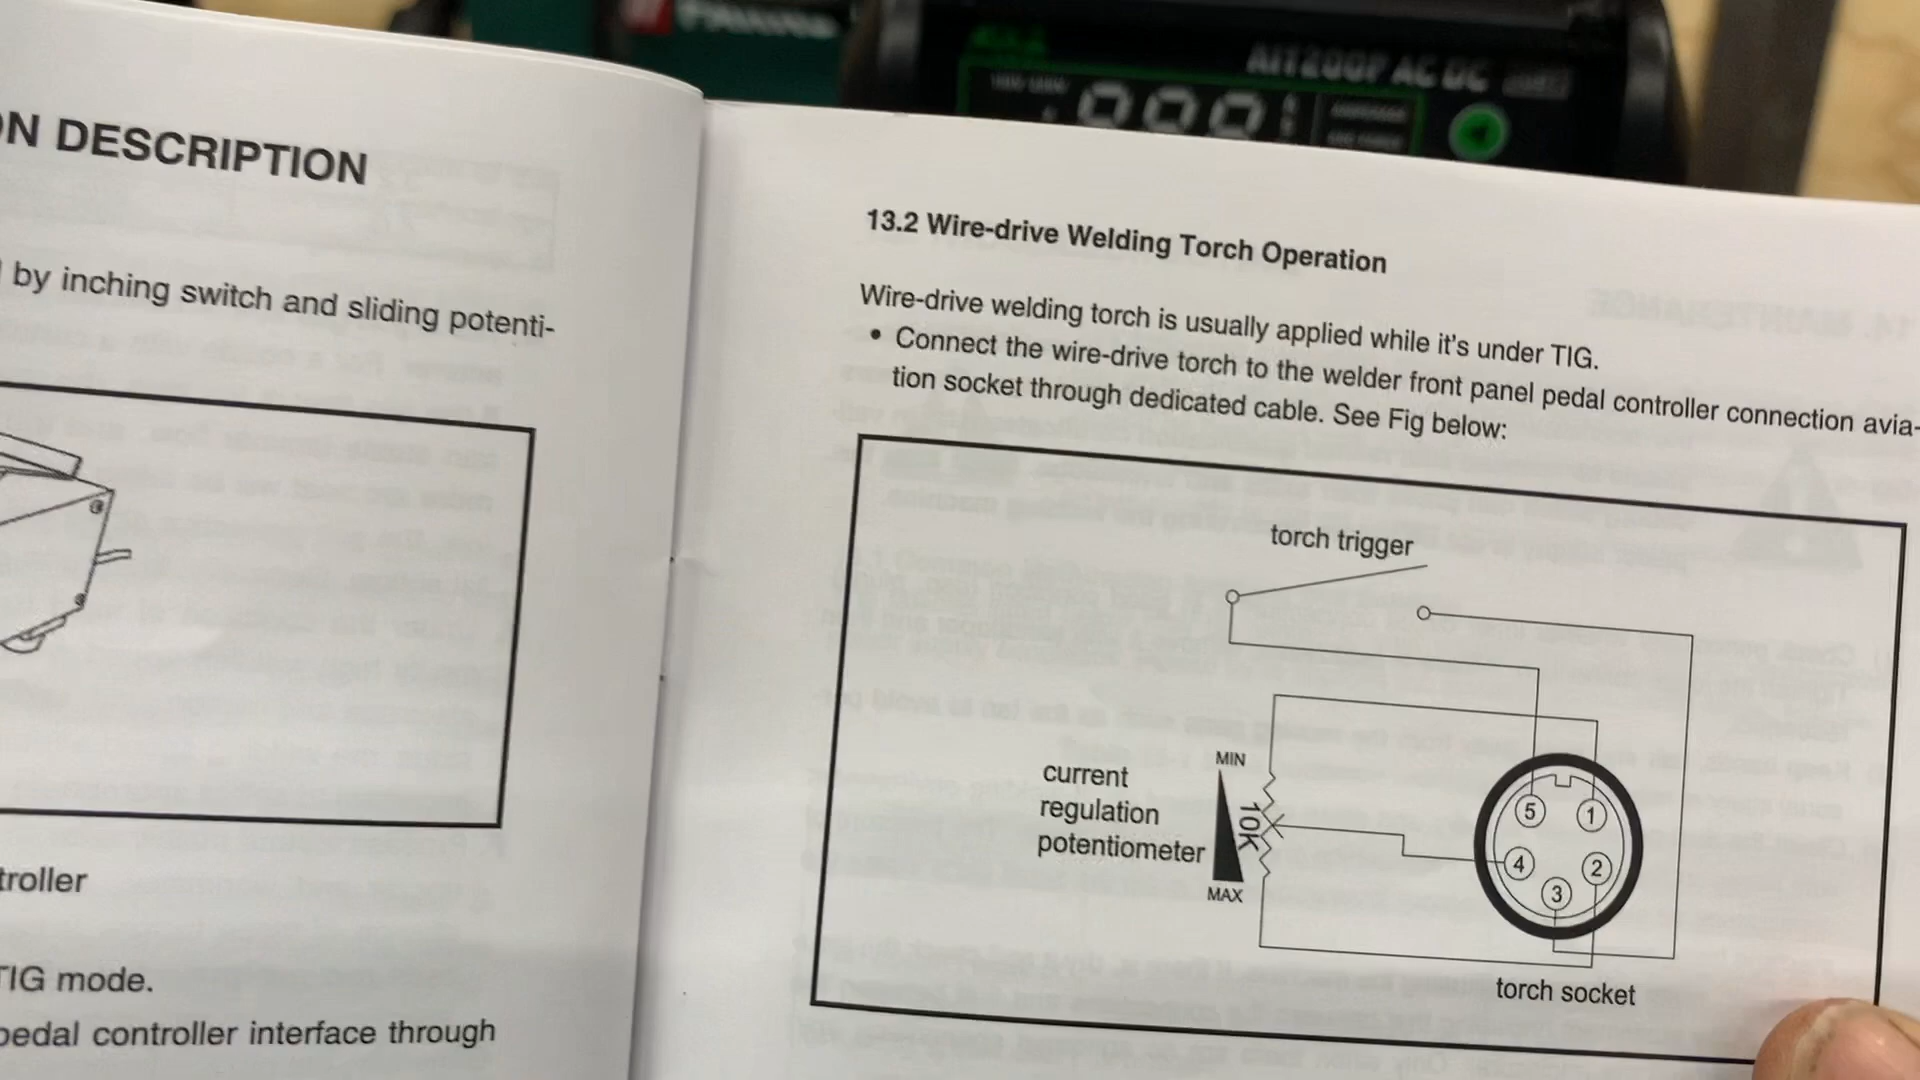 AIT200P AC DC
000
ON DESCRIPTION
by inching switch and sliding potenti-
troller
TIG mode.
pedal controller interface through
13.2 Wire-drive Welding Torch Operation
Wire-drive welding torch is usually applied while it's under TIG.
• Connect the wire-drive torch to the welder front panel pedal controller connection avia-
tion socket through dedicated cable. See Fig below:
torch trigger
current
regulation
potentiometer
MIN
10K
MAX
5
1
4
2
3
torch socket